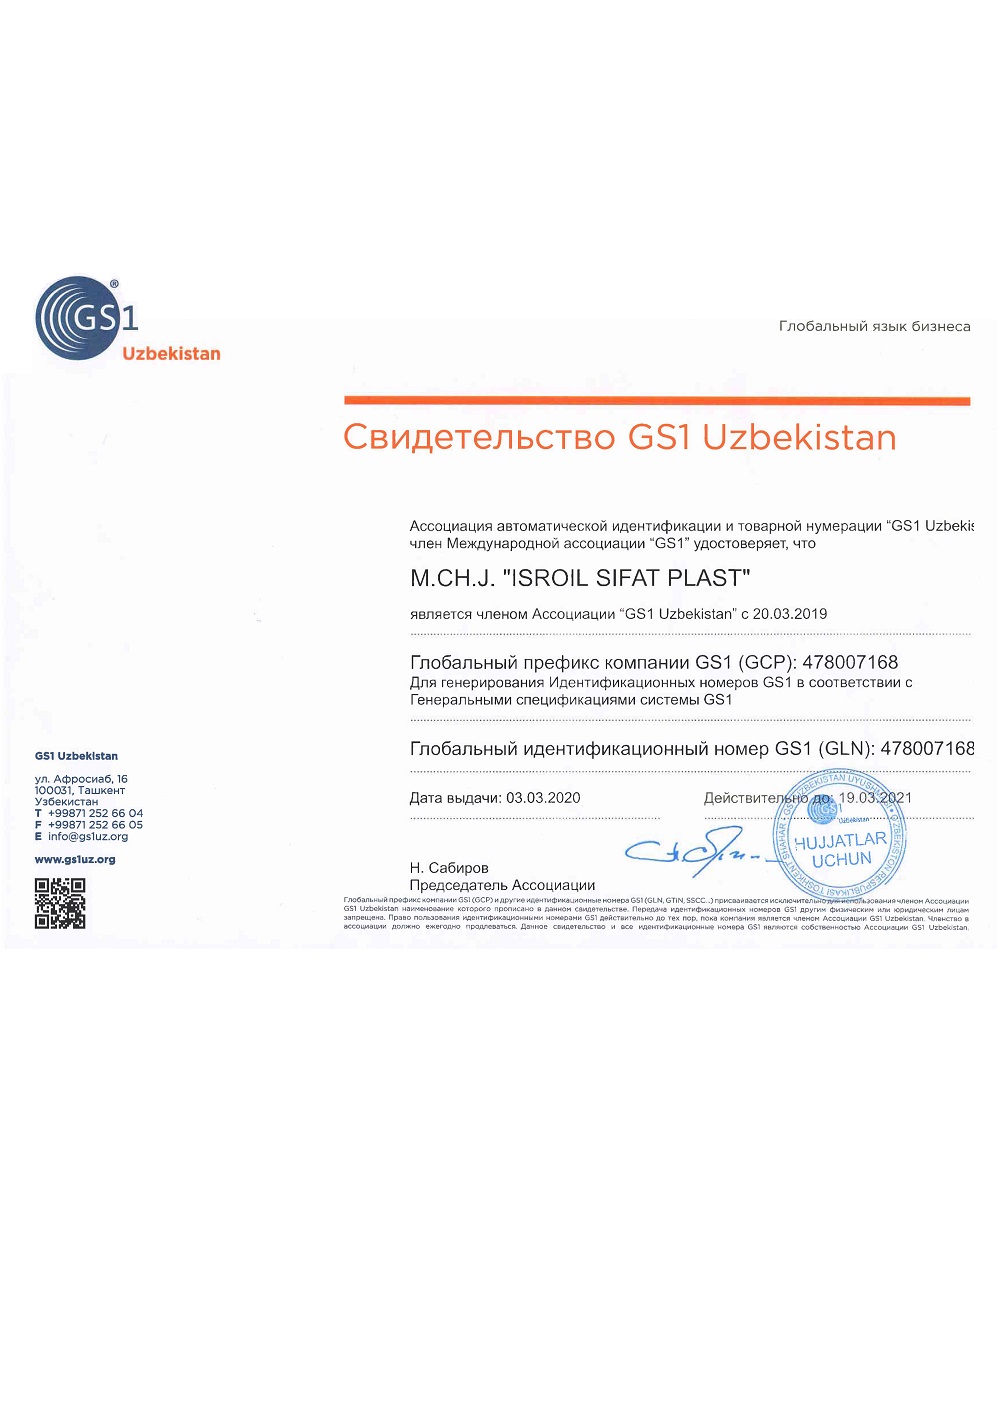 GS1
®
Uzbekistan
Глобальный язык бизнеса
Свидетельство GS1 Uzbekistan
Ассоциация автоматической идентификации и товарной нумерации “GS1 Uzbekis
член Международной ассоциации “GS1” удостоверяет, что
M.CH.J. "ISROIL SIFAT PLAST"
является членом Ассоциации “GS1 Uzbekistan” с 20.03.2019
Глобальный префикс компании GS1 (GCP): 478007168
Для генерирования Идентификационных номеров GS1 в соответствии с
Генеральными спецификациями системы GS1
Глобальный идентификационный номер GS1 (GLN): 478007168
Дата выдачи: 03.03.2020
Действительно до: 19.03.2021
Н. Сабиров
Председатель Ассоциации
GS1 Uzbekistan
ул. Афросиаб, 16
100031, Ташкент
Узбекистан
T +99871 252 66 04
F +99871 252 66 05
E info@gs1uz.org
www.gs1uz.org
GS1
Uzbekistan
HUJJATLAR
UCHUN
GS1 UZBEKISTAN UYUSHMASI • O'ZBEKISTON RESPUBLIKASI TOSHKENT SHAHAR •
Глобальный префикс компании GS1 (GCP) и другие идентификационные номера GS1 (GLN, GTIN, SSCC...) присваивается исключительно для использования членом Ассоциации
GS1 Uzbekistan наименование которого прописано в данном свидетельстве. Передача идентификационных номеров GS1 другим физическим или юридическим лицам
запрещена. Право пользования идентификационными номерами GS1 действительно до тех пор, пока компания является членом Ассоциации GS1 Uzbekistan. Членство в
ассоциации должно ежегодно продлеваться. Данное свидетельство и все идентификационные номера GS1 являются собственностью Ассоциации GS1 Uzbekistan.